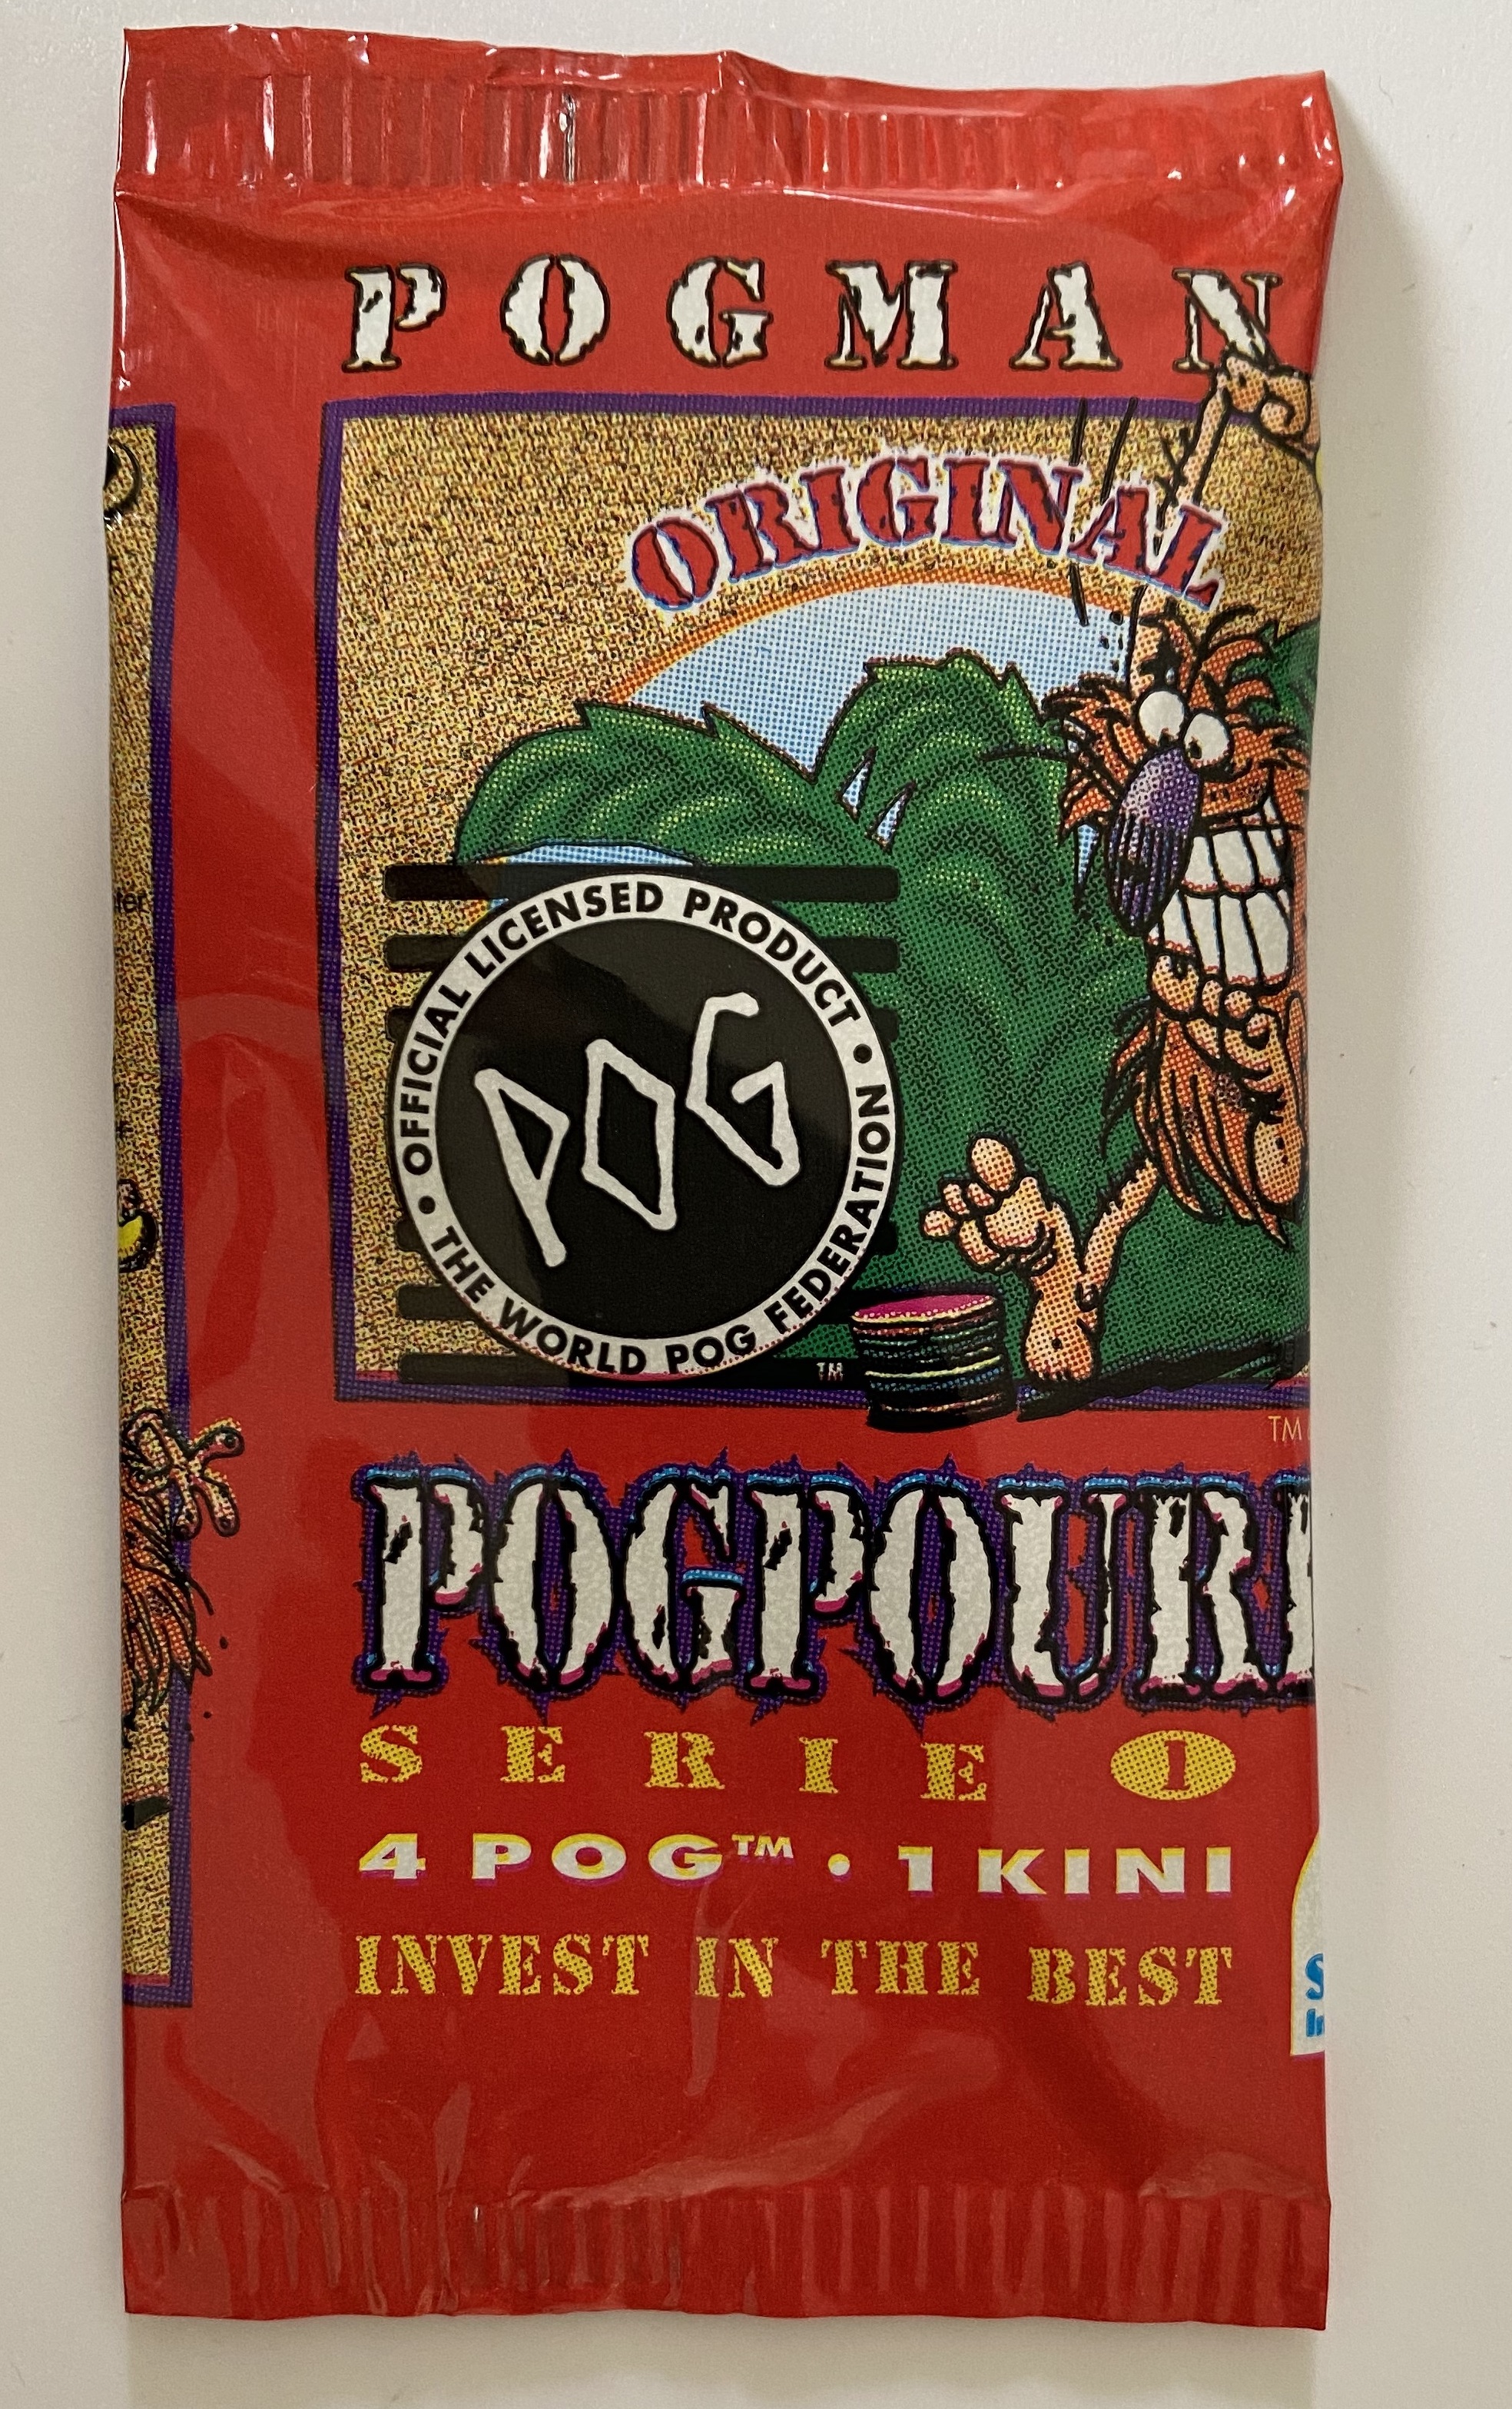 POGMAN
ORIGINAL
OFFICIAL LICENSED PRODUCT • THE WORLD POG FEDERATION •
POG
TM
TM
POGPOUR
SERIE 1
4 POG™ • 1 KINI
INVEST IN THE BEST